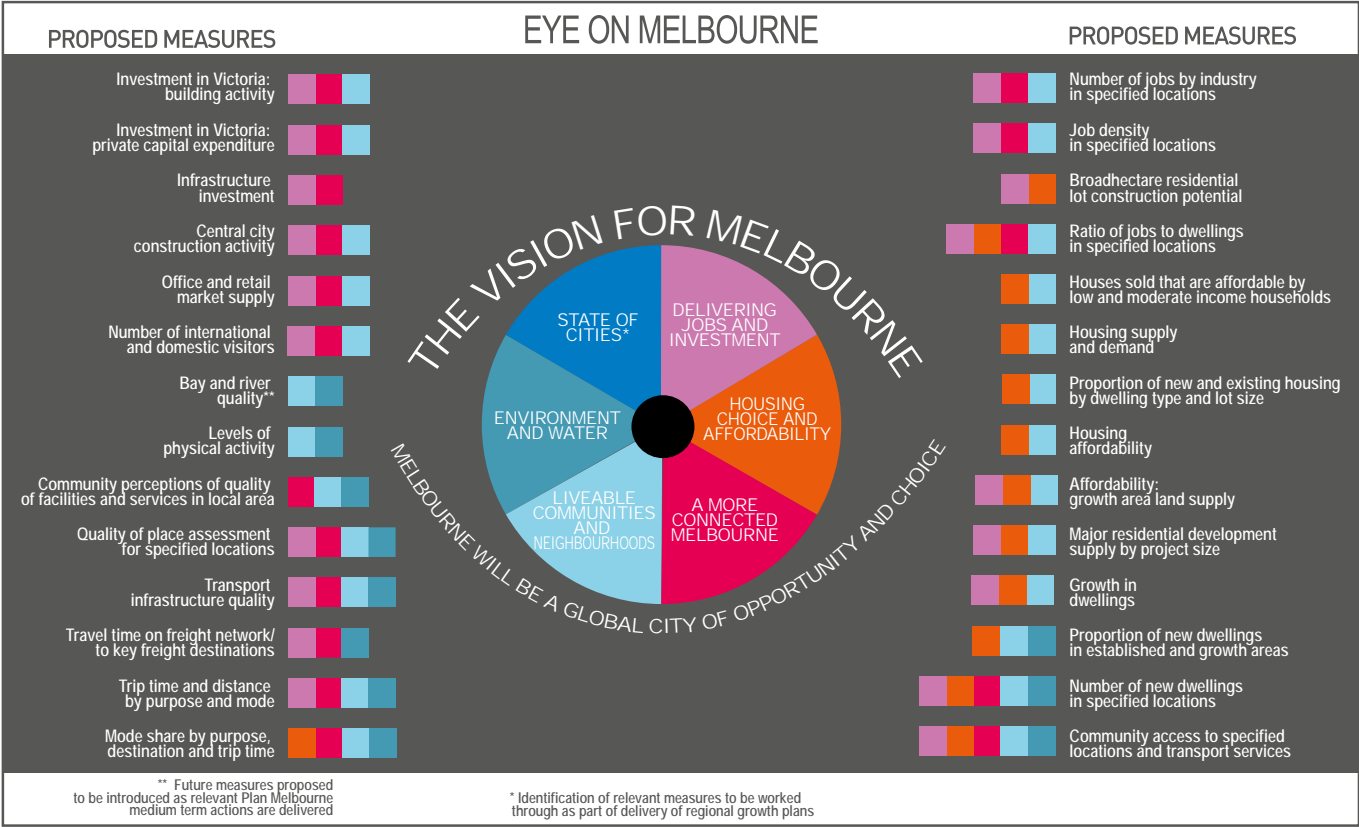 EYE ON MELBOURNE
PROPOSED MEASURES
Investment in Victoria:
building activity
Investment in Victoria:
private capital expenditure
Infrastructure
investment
Central city
construction activity
Office and retail
market supply
Number of international
and domestic visitors
Bay and river
quality**
Levels of
physical activity
Community perceptions of quality
of facilities and services in local area
Quality of place assessment
for specified locations
Transport
infrastructure quality
Travel time on freight network/
to key freight destinations
Trip time and distance
by purpose and mode
Mode share by purpose,
destination and trip time
THE VISION FOR MELBOURNE
STATE OF
CITIES*
DELIVERING
JOBS AND
INVESTMENT
HOUSING
CHOICE AND
AFFORDABILITY
A MORE
CONNECTED
MELBOURNE
LIVEABLE
COMMUNITIES
AND
NEIGHBOURHOODS
ENVIRONMENT
AND WATER
MELBOURNE WILL BE A GLOBAL CITY OF OPPORTUNITY AND CHOICE
PROPOSED MEASURES
Number of jobs by industry
in specified locations
Job density
in specified locations
Broadhectare residential
lot construction potential
Ratio of jobs to dwellings
in specified locations
Houses sold that are affordable by
low and moderate income households
Housing supply
and demand
Proportion of new and existing housing
by dwelling type and lot size
Housing
affordability
Affordability:
growth area land supply
Major residential development
supply by project size
Growth in
dwellings
Proportion of new dwellings
in established and growth areas
Number of new dwellings
in specified locations
Community access to specified
locations and transport services
** Future measures proposed
to be introduced as relevant Plan Melbourne
medium term actions are delivered
* Identification of relevant measures to be worked
through as part of delivery of regional growth plans